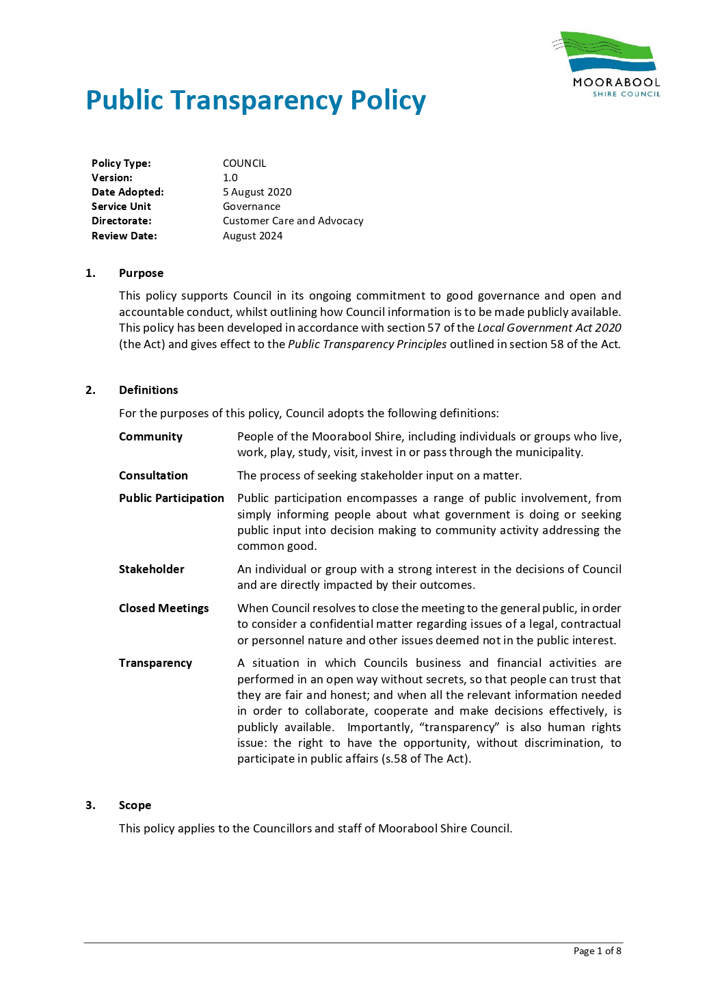 MOORABOOL
SHIRE COUNCIL
Public Transparency Policy
Policy Type: COUNCIL
Version: 1.0
Date Adopted: 5 August 2020
Service Unit Governance
Directorate: Customer Care and Advocacy
Review Date: August 2024
1. Purpose
This policy supports Council in its ongoing commitment to good governance and open and
accountable conduct, whilst outlining how Council information is to be made publicly available.
This policy has been developed in accordance with section 57 of the Local Government Act 2020
(the Act) and gives effect to the Public Transparency Principles outlined in section 58 of the Act.
2. Definitions
For the purposes of this policy, Council adopts the following definitions:
Community People of the Moorabool Shire, including individuals or groups who live,
work, play, study, visit, invest in or pass through the municipality.
Consultation The process of seeking stakeholder input on a matter.
Public Participation Public participation encompasses a range of public involvement, from
simply informing people about what government is doing or seeking
public input into decision making to community activity addressing the
common good.
Stakeholder An individual or group with a strong interest in the decisions of Council
and are directly impacted by their outcomes.
Closed Meetings When Council resolves to close the meeting to the general public, in order
to consider a confidential matter regarding issues of a legal, contractual
or personnel nature and other issues deemed not in the public interest.
Transparency A situation in which Councils business and financial activities are
performed in an open way without secrets, so that people can trust that
they are fair and honest; and when all the relevant information needed
in order to collaborate, cooperate and make decisions effectively, is
publicly available. Importantly, “transparency” is also human rights
issue: the right to have the opportunity, without discrimination, to
participate in public affairs (s.58 of The Act).
3. Scope
This policy applies to the Councillors and staff of Moorabool Shire Council.
Page 1 of 8